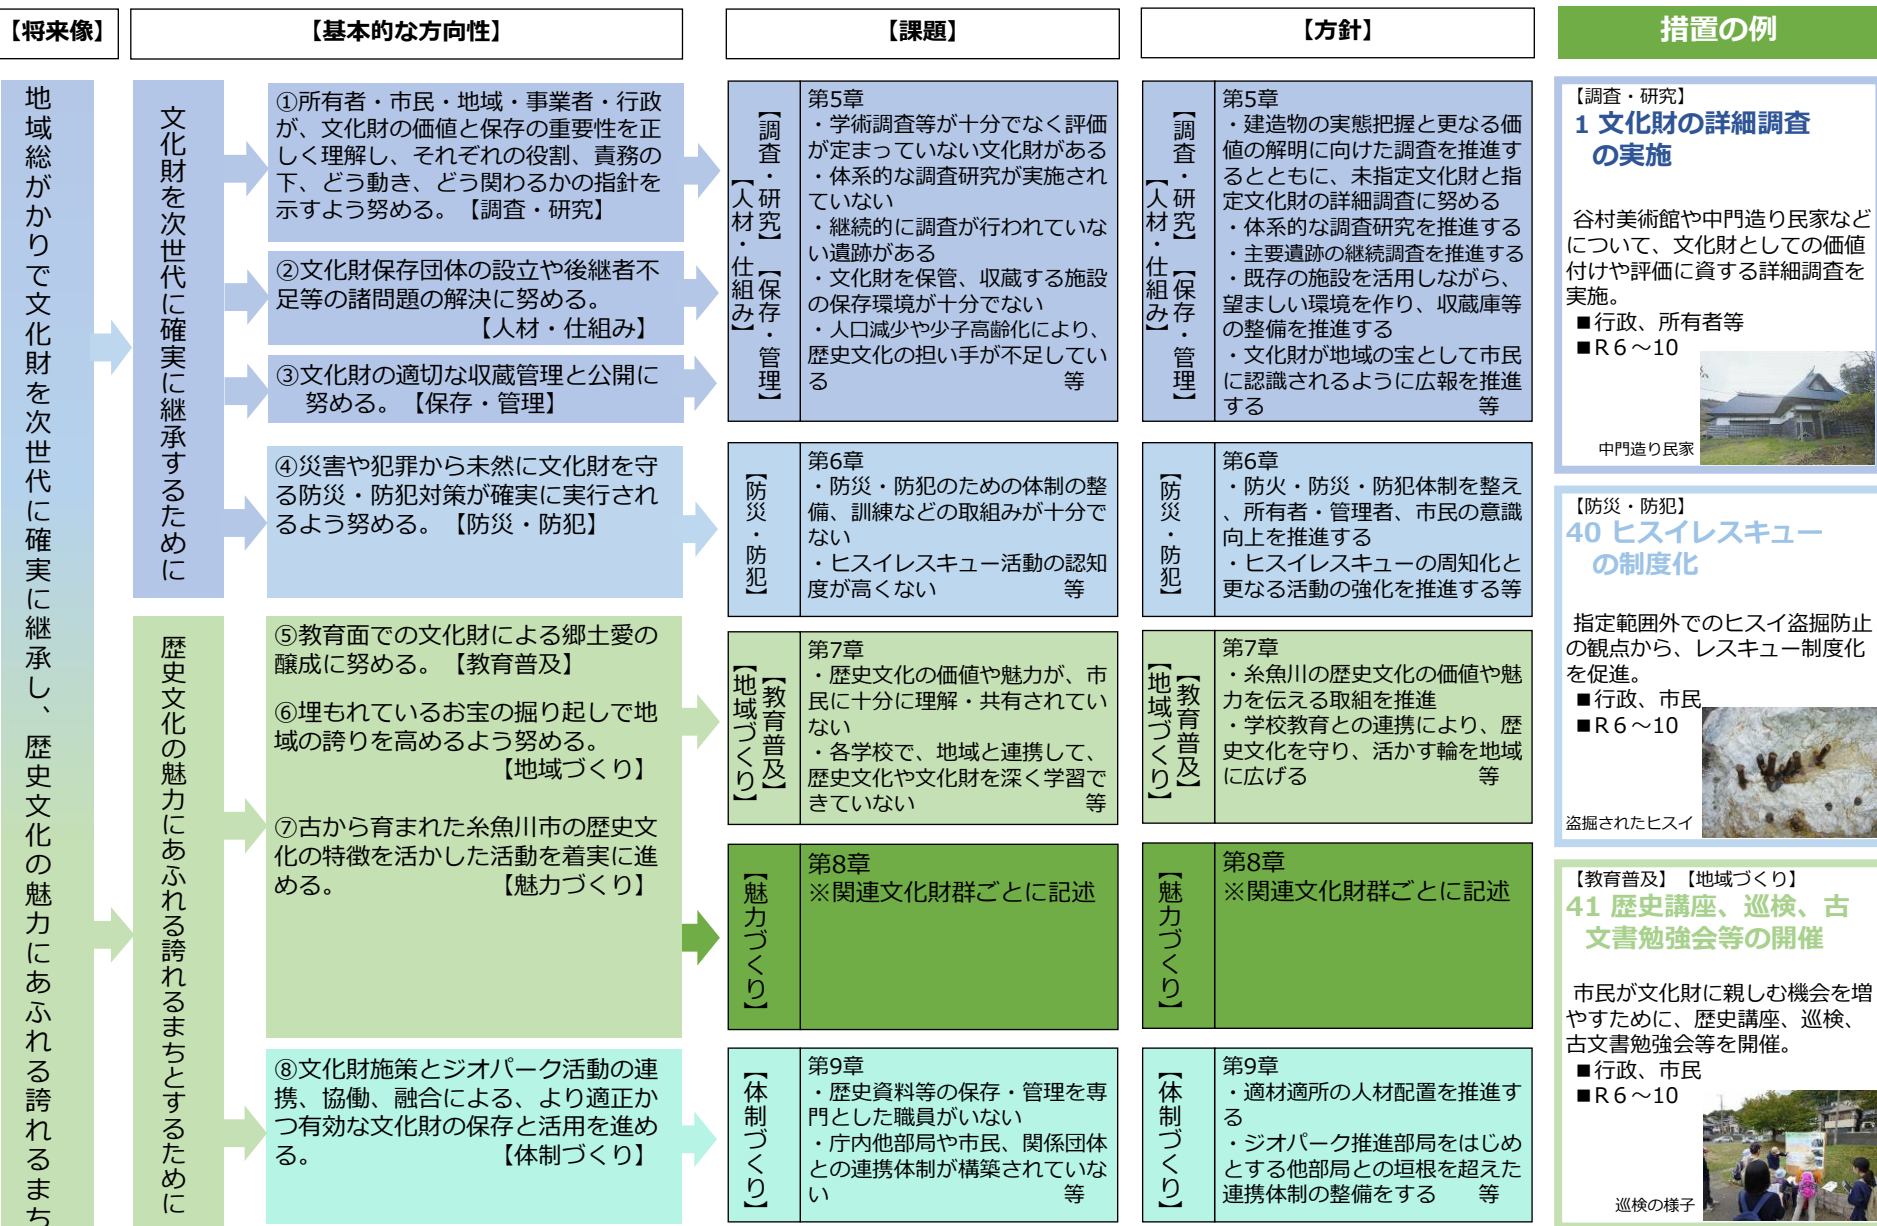 【将来像】
【基本的な方向性】
【課題】
【方針】
措置の例
地域総がかりで文化財を次世代に確実に継承し、歴史文化の魅力にあふれる誇れるまち
文化財を次世代に確実に継承するために
①所有者・市民・地域・事業者・行政
が、文化財の価値と保存の重要性を正
しく理解し、それぞれの役割、責務の
下、どう動き、どう関わるかの指針を
示すよう努める。【調査・研究】
②文化財保存団体の設立や後継者不
足等の諸問題の解決に努める。
【人材・仕組み】
③文化財の適切な収蔵管理と公開に
努める。【保存・管理】
④災害や犯罪から未然に文化財を守
る防災・防犯対策が確実に実行され
るよう努める。【防災・防犯】
歴史文化の魅力にあふれる誇れるまちとするために
⑤教育面での文化財による郷土愛の
醸成に努める。【教育普及】
⑥埋もれているお宝の掘り起しで地
域の誇りを高めるよう努める。
【地域づくり】
⑦古から育まれた糸魚川市の歴史文
化の特徴を活かした活動を着実に進
める。【魅力づくり】
⑧文化財施策とジオパーク活動の連
携、協働、融合による、より適正か
つ有効な文化財の保存と活用を進め
る。【体制づくり】
【調査・研究】【保存・管理】
【人材・仕組み】
第5章
・学術調査等が十分でなく評価
が定まっていない文化財がある
・体系的な調査研究が実施され
ていない
・継続的に調査が行われていな
い遺跡がある
・文化財を保管、収蔵する施設
の保存環境が十分でない
・人口減少や少子高齢化により、
歴史文化の担い手が不足してい
る 等
【防災・防犯】
第6章
・防災・防犯のための体制の整
備、訓練などの取組みが十分で
ない
・ヒスイレスキュー活動の認知
度が高くない 等
【教育普及】
【地域づくり】
第7章
・歴史文化の価値や魅力が、市
民に十分に理解・共有されてい
ない
・各学校で、地域と連携して、
歴史文化や文化財を深く学習で
きていない 等
【魅力づくり】
第8章
※関連文化財群ごとに記述
【体制づくり】
第9章
・歴史資料等の保存・管理を専
門とした職員がいない
・庁内他部局や市民、関係団体
との連携体制が構築されていな
い 等
【調査・研究】【保存・管理】
【人材・仕組み】
第5章
・建造物の実態把握と更なる価
値の解明に向けた調査を推進す
るとともに、未指定文化財と指
定文化財の詳細調査に努める
・体系的な調査研究を推進する
・主要遺跡の継続調査を推進する
・既存の施設を活用しながら、
望ましい環境を作り、収蔵庫等
の整備を推進する
・文化財が地域の宝として市民
に認識されるように広報を推進
する 等
【防災・防犯】
第6章
・防火・防災・防犯体制を整え
、所有者・管理者、市民の意識
向上を推進する
・ヒスイレスキューの周知化と
更なる活動の強化を推進する等
【教育普及】
【地域づくり】
第7章
・糸魚川の歴史文化の価値や魅
力を伝える取組を推進
・学校教育との連携により、歴
史文化を守り、活かす輪を地域
に広げる 等
【魅力づくり】
第8章
※関連文化財群ごとに記述
【体制づくり】
第9章
・適材適所の人材配置を推進す
る
・ジオパーク推進部局をはじめ
とする他部局との垣根を超えた
連携体制の整備をする 等
【調査・研究】
1 文化財の詳細調査
の実施
谷村美術館や中門造り民家など
について、文化財としての価値
付けや評価に資する詳細調査を
実施。
■行政、所有者等
■R6～10
中門造り民家
【防災・防犯】
40 ヒスイレスキュー
の制度化
指定範囲外でのヒスイ盗掘防止
の観点から、レスキュー制度化
を促進。
■行政、市民
■R6～10
盗掘されたヒスイ
【教育普及】【地域づくり】
41 歴史講座、巡検、古
文書勉強会等の開催
市民が文化財に親しむ機会を増
やすために、歴史講座、巡検、
古文書勉強会等を開催。
■行政、市民
■R6～10
巡検の様子